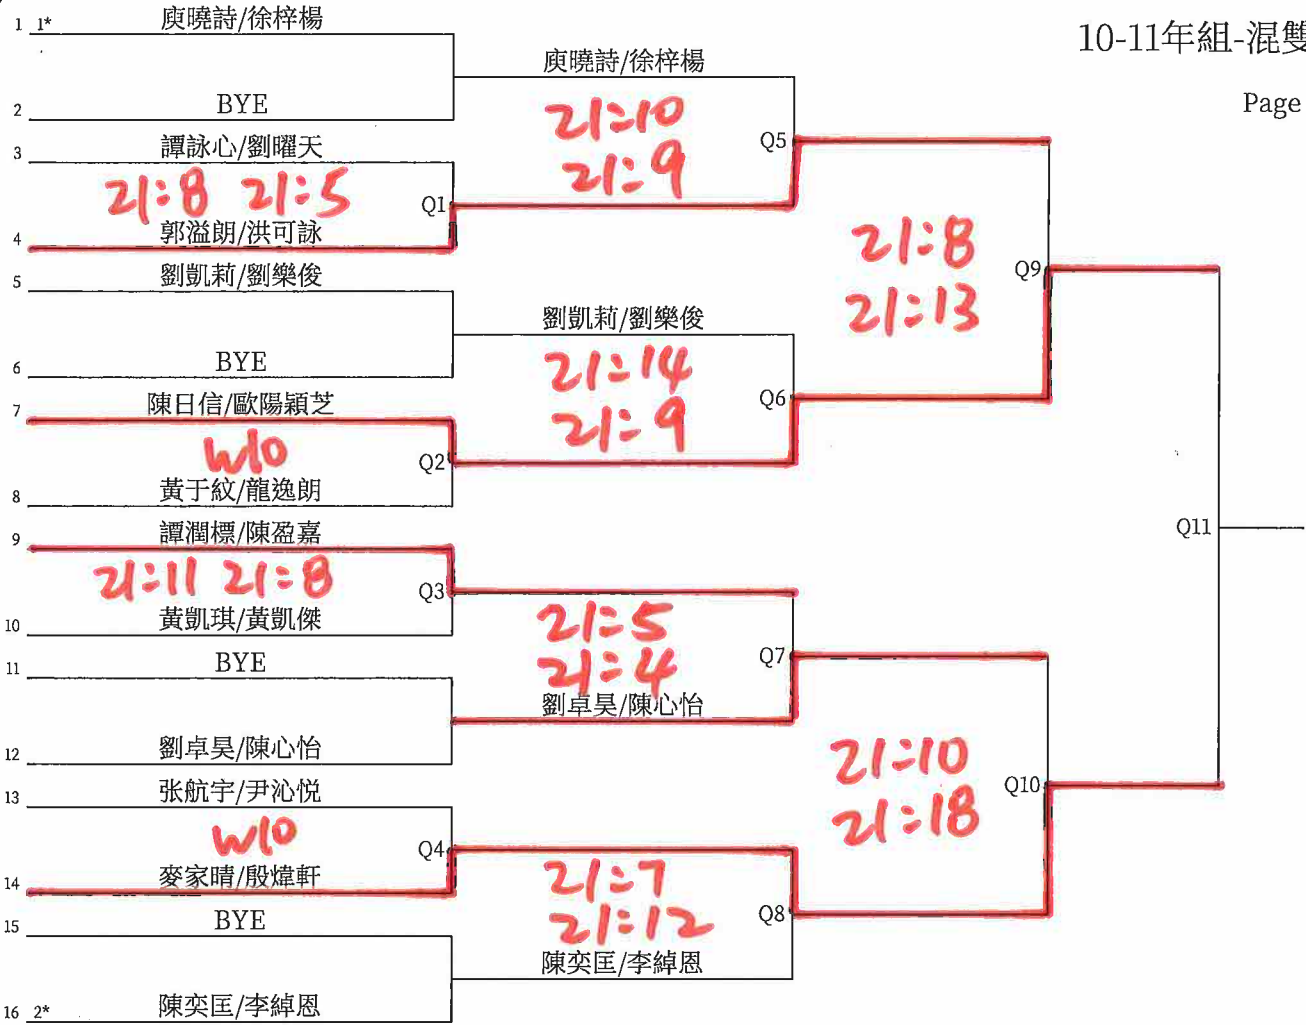 10-11年組-混雙
Page
1 1* 庾曉詩/徐梓楊
庾曉詩/徐梓楊
2 BYE
21:10
21:9
Q5
3 譚詠心/劉曜天
21:8 21:5
Q1
4 郭溢朗/洪可詠
21:8
21:13
Q9
5 劉凱莉/劉樂俊
劉凱莉/劉樂俊
6 BYE
21:14
21:9
Q6
7 陳日信/歐陽穎芝
W/O
Q2
8 黃于紋/龍逸朗
Q11
9 譚潤標/陳盈嘉
21:11 21:8
Q3
10 黃凱琪/黃凱傑
21:5
21:4
Q7
11 BYE
劉卓昊/陳心怡
12 劉卓昊/陳心怡
21:10
21:18
Q10
13 张航宇/尹沁悦
W/O
Q4
14 麥家晴/殷煒軒
21:7
21:12
Q8
15 BYE
陳奕匡/李綽恩
16 2* 陳奕匡/李綽恩